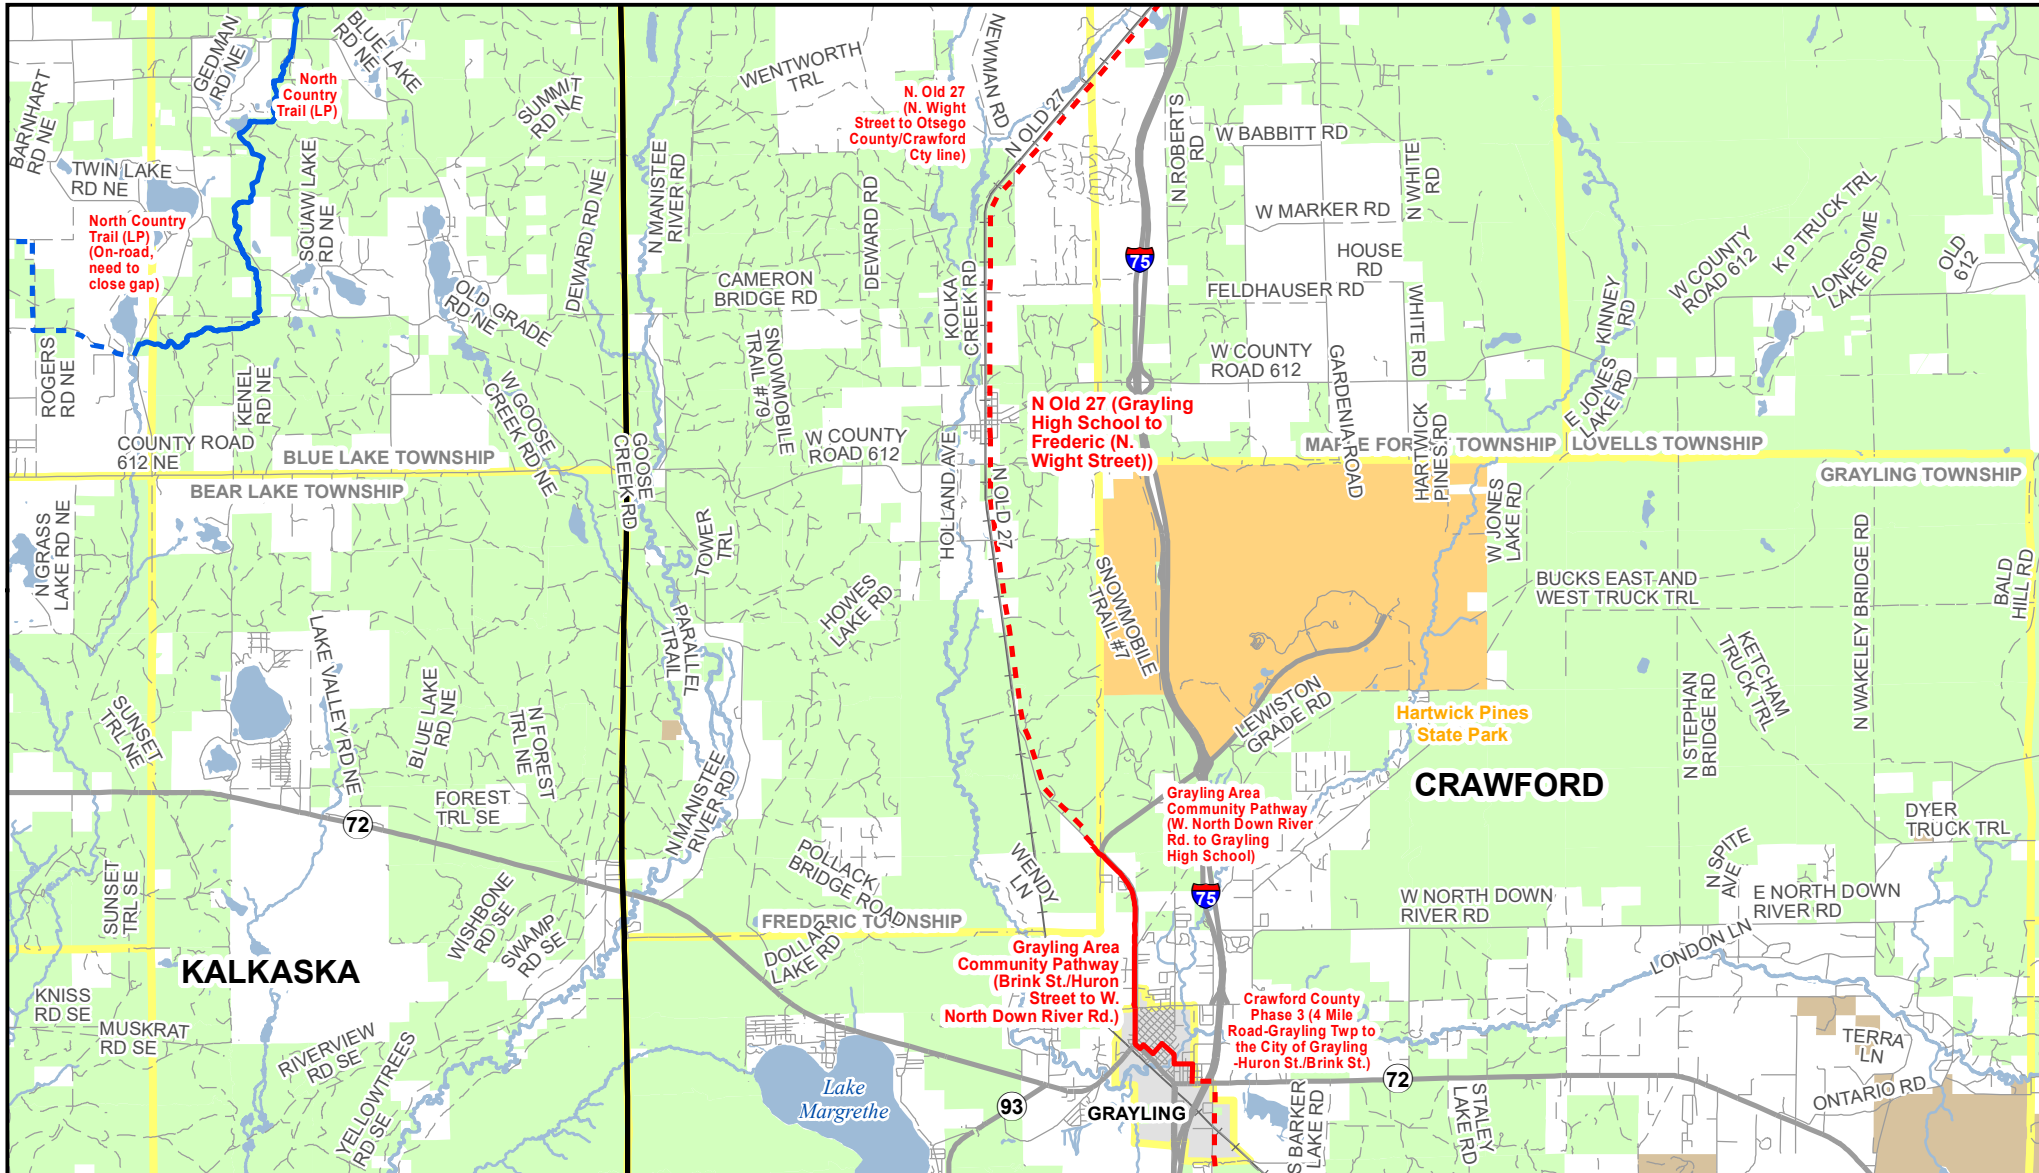 GEDMAN
RD NE
BLUE LAKE
RD NE
BARNHART
RD NE
North
Country
Trail (LP)
SUMMIT
RD NE
TWIN LAKE
RD NE
SQUAW LAKE
RD NE
North Country
Trail (LP)
(On-road,
need to
close gap)
DEWARD RD NE
OLD GRADE
RD NE
ROGERS
RD NE
KENEL
RD NE
W GOOSE
CREEK RD NE
COUNTY ROAD
612 NE
BLUE LAKE TOWNSHIP
BEAR LAKE TOWNSHIP
N GRASS
LAKE RD NE
GOOSE
CREEK RD
N MANISTEE
RIVER RD
WENTWORTH
TRL
N. Old 27
(N. Wight
Street to Otsego
County/Crawford
Cty line)
NEWMAN RD
N OLD 27
DEWARD RD
CAMERON
BRIDGE RD
KOLKA
CREEK RD
SNOWMOBILE
TRAIL #79
W COUNTY
ROAD 612
HOLLAND AVE
N OLD 27
N Old 27 (Grayling
High School to
Frederic (N.
Wight Street))
N ROBERTS
RD
75
W BABBITT RD
N WHITE
RD
W MARKER RD
HOUSE
RD
FELDHAUSER RD
WHITE RD
W COUNTY
ROAD 612
GARDENIA ROAD
HARTWICK
PINES RD
MAPLE FOREST TOWNSHIP
LOVELLS TOWNSHIP
GRAYLING TOWNSHIP
KINNEY
RD
E JONES
LAKE RD
W COUNTY
ROAD 612
K P TRUCK TRL
LONESOME
LAKE RD
OLD
612
W JONES
LAKE RD
BUCKS EAST AND
WEST TRUCK TRL
N WAKELEY BRIDGE RD
BALD
HILL RD
KETCHAM
TRUCK TRL
N STEPHAN
BRIDGE RD
TOWER
TRL
HOWES
LAKE RD
PARALLEL
TRAIL
SNOWMOBILE
TRAIL #7
LEWISTON
GRADE RD
Hartwick Pines
State Park
CRAWFORD
SUNSET
TRL NE
LAKE VALLEY RD NE
BLUE LAKE
RD NE
N FOREST
TRL NE
FOREST
TRL SE
72
N MANISTEE
RIVER RD
POLLACK
BRIDGE ROAD
WENDY
LN
Grayling Area
Community Pathway
(W. North Down River
Rd. to Grayling
High School)
75
DYER
TRUCK TRL
N SPITE
AVE
W NORTH DOWN
RIVER RD
E NORTH DOWN
RIVER RD
SUNSET
TRL SE
WISHBONE
RD SE
SWAMP
RD SE
FREDERIC TOWNSHIP
DOLLAR
LAKE RD
Grayling Area
Community Pathway
(Brink St./Huron
Street to W.
North Down River Rd.)
LONDON LN
KALKASKA
KNISS
RD SE
MUSKRAT
RD SE
RIVERVIEW
RD SE
YELLOWTREES
RD SE
Lake
Margrethe
93
GRAYLING
Crawford County
Phase 3 (4 Mile
Road-Grayling Twp to
the City of Grayling
-Huron St./Brink St.)
72
S BARKER
LAKE RD
STALEY
LAKE RD
TERRA
LN
ONTARIO RD